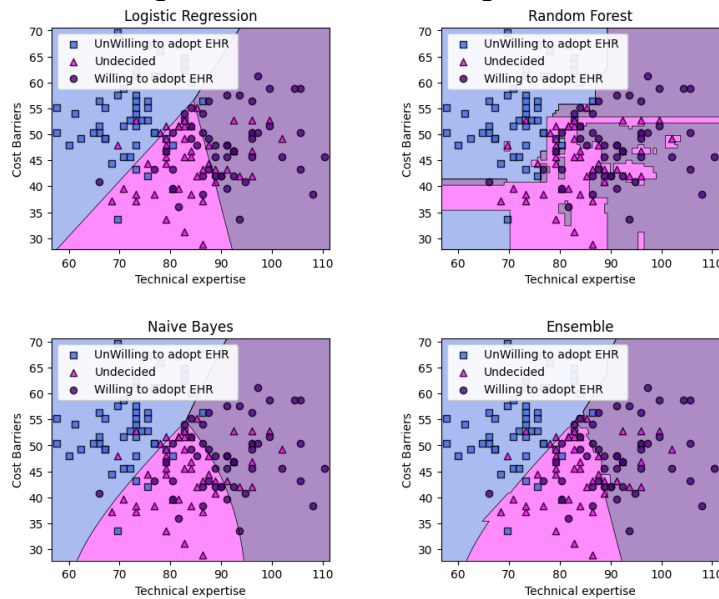 Logistic Regression
70
65
60
55
50
45
40
35
30
Cost Barriers
UnWilling to adopt EHR
Undecided
Willing to adopt EHR
60 70 80 90 100 110
Technical expertise
Random Forest
70
65
60
55
50
45
40
35
30
Cost Barriers
UnWilling to adopt EHR
Undecided
Willing to adopt EHR
60 70 80 90 100 110
Technical expertise
Naive Bayes
70
65
60
55
50
45
40
35
30
Cost Barriers
UnWilling to adopt EHR
Undecided
Willing to adopt EHR
60 70 80 90 100 110
Technical expertise
Ensemble
70
65
60
55
50
45
40
35
30
Cost Barriers
UnWilling to adopt EHR
Undecided
Willing to adopt EHR
60 70 80 90 100 110
Technical expertise